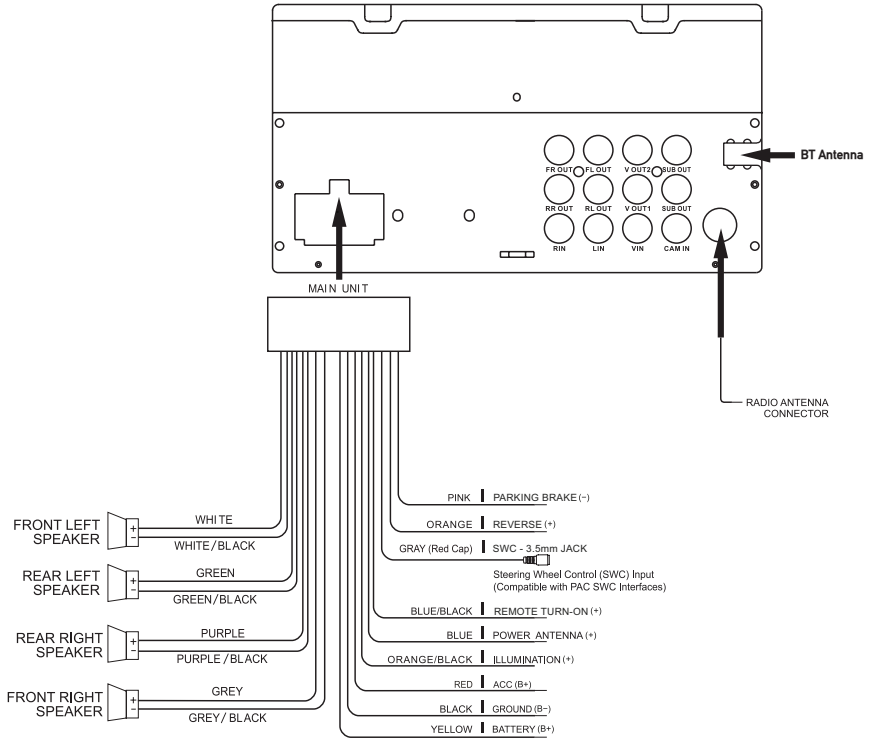 BT Antenna
FR OUT FL OUT V OUT2 SUB OUT
RR OUT RL OUT V OUT1 SUB OUT
RIN LIN VIN CAM IN
MAIN UNIT
RADIO ANTENNA
CONNECTOR
PINK PARKING BRAKE (−)
ORANGE REVERSE (+)
GRAY (Red Cap) SWC - 3.5mm JACK
Steering Wheel Control (SWC) Input
(Compatible with PAC SWC Interfaces)
BLUE/BLACK REMOTE TURN-ON (+)
BLUE POWER ANTENNA (+)
ORANGE/BLACK ILLUMINATION (+)
RED ACC (B+)
BLACK GROUND (B−)
YELLOW BATTERY (B+)
FRONT LEFT
SPEAKER
+
−
WHITE
WHITE/BLACK
REAR LEFT
SPEAKER
+
−
GREEN
GREEN/BLACK
REAR RIGHT
SPEAKER
+
−
PURPLE
PURPLE/BLACK
FRONT RIGHT
SPEAKER
+
−
GREY
GREY/BLACK